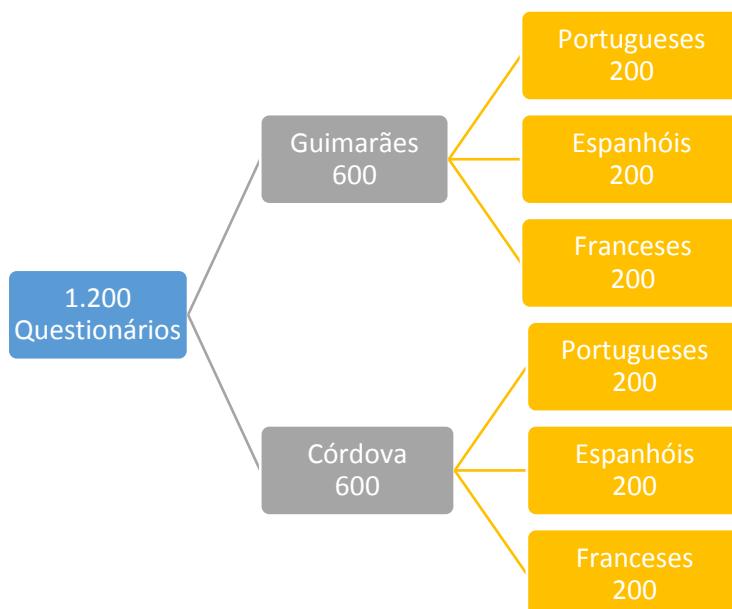 1.200
Questionários
Guimarães
600
Portugueses
200
Espanhóis
200
Franceses
200
Córdova
600
Portugueses
200
Espanhóis
200
Franceses
200